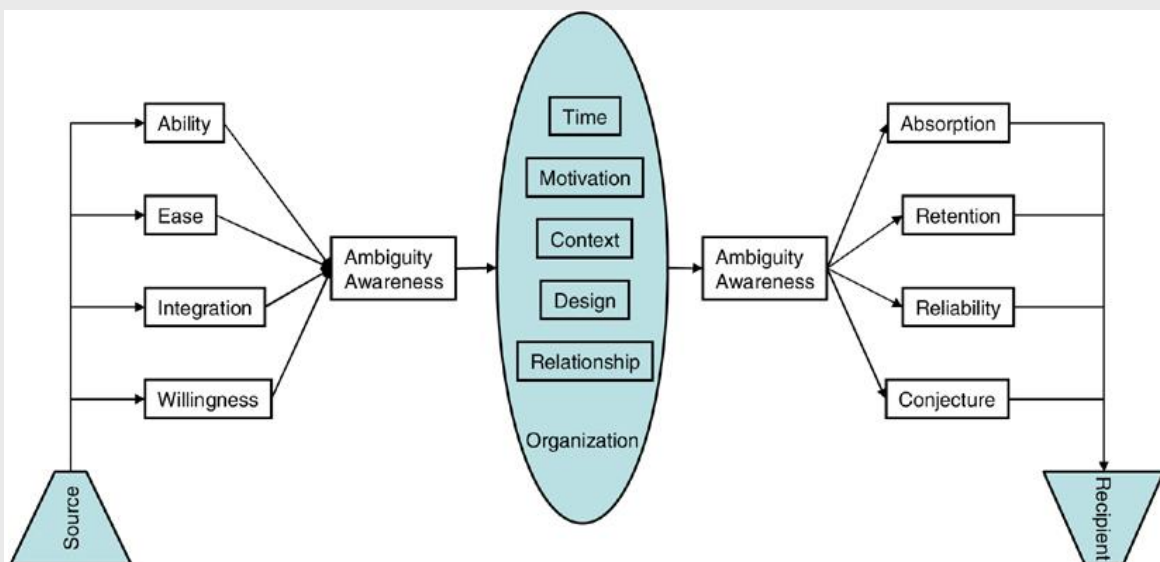 Ability
Ease
Integration
Willingness
Source
Ambiguity
Awareness
Time
Motivation
Context
Design
Relationship
Organization
Ambiguity
Awareness
Absorption
Retention
Reliability
Conjecture
Recipient